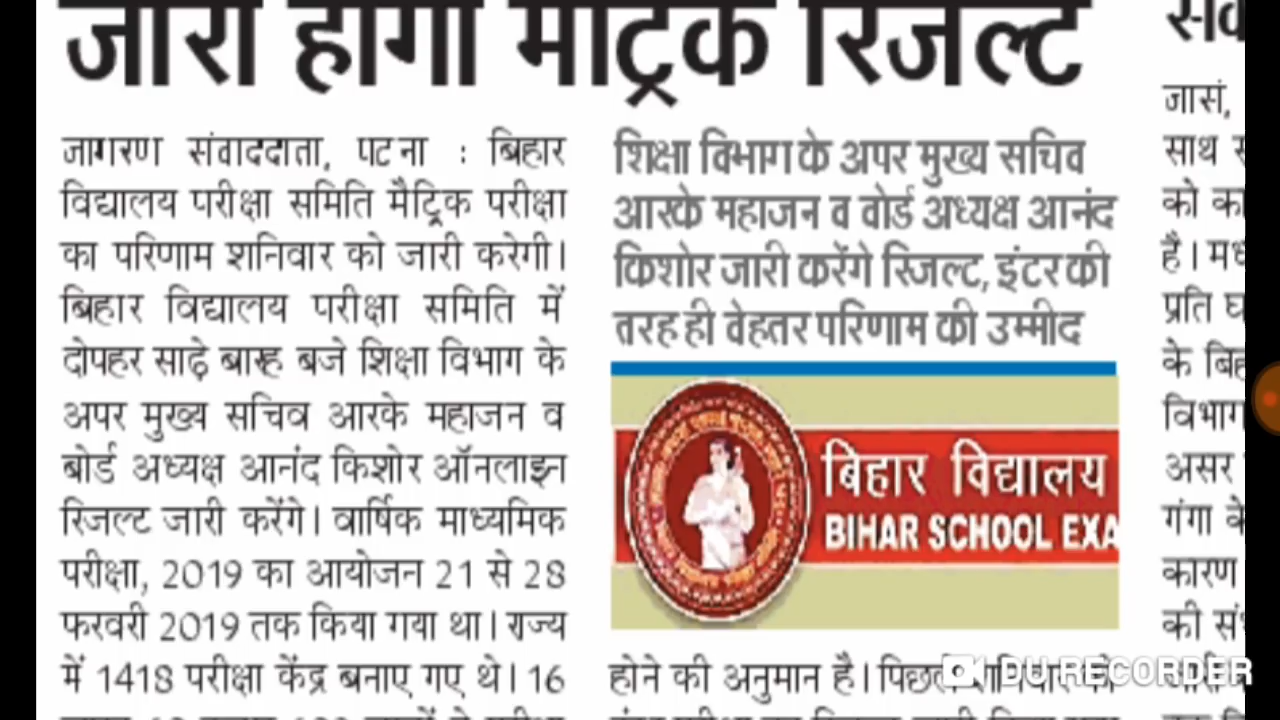 जारी होगा मैट्रिक रिजल्ट
जागरण संवाददाता, पटना : बिहार
विद्यालय परीक्षा समिति मैट्रिक परीक्षा
का परिणाम शनिवार को जारी करेगी।
बिहार विद्यालय परीक्षा समिति में
दोपहर साढ़े बारह बजे शिक्षा विभाग के
अपर मुख्य सचिव आरके महाजन व
बोर्ड अध्यक्ष आनंद किशोर ऑनलाइन
रिजल्ट जारी करेंगे। वार्षिक माध्यमिक
परीक्षा, 2019 का आयोजन 21 से 28
फरवरी 2019 तक किया गया था। राज्य
में 1418 परीक्षा केंद्र बनाए गए थे। 16
शिक्षा विभाग के अपर मुख्य सचिव
आरके महाजन व वोर्ड अध्यक्ष आनंद
किशोर जारी करेंगे रिजल्ट, इंटर की
तरह ही वेहतर परिणाम की उम्मीद
बिहार विद्यालय
BIHAR SCHOOL EXA
होने की अनुमान है। पिछले शनिवार को
जासं,
साथ
को
है।
प्रति
के
विभाग
असर
गंगा के
कारण
की
DU RECORDER